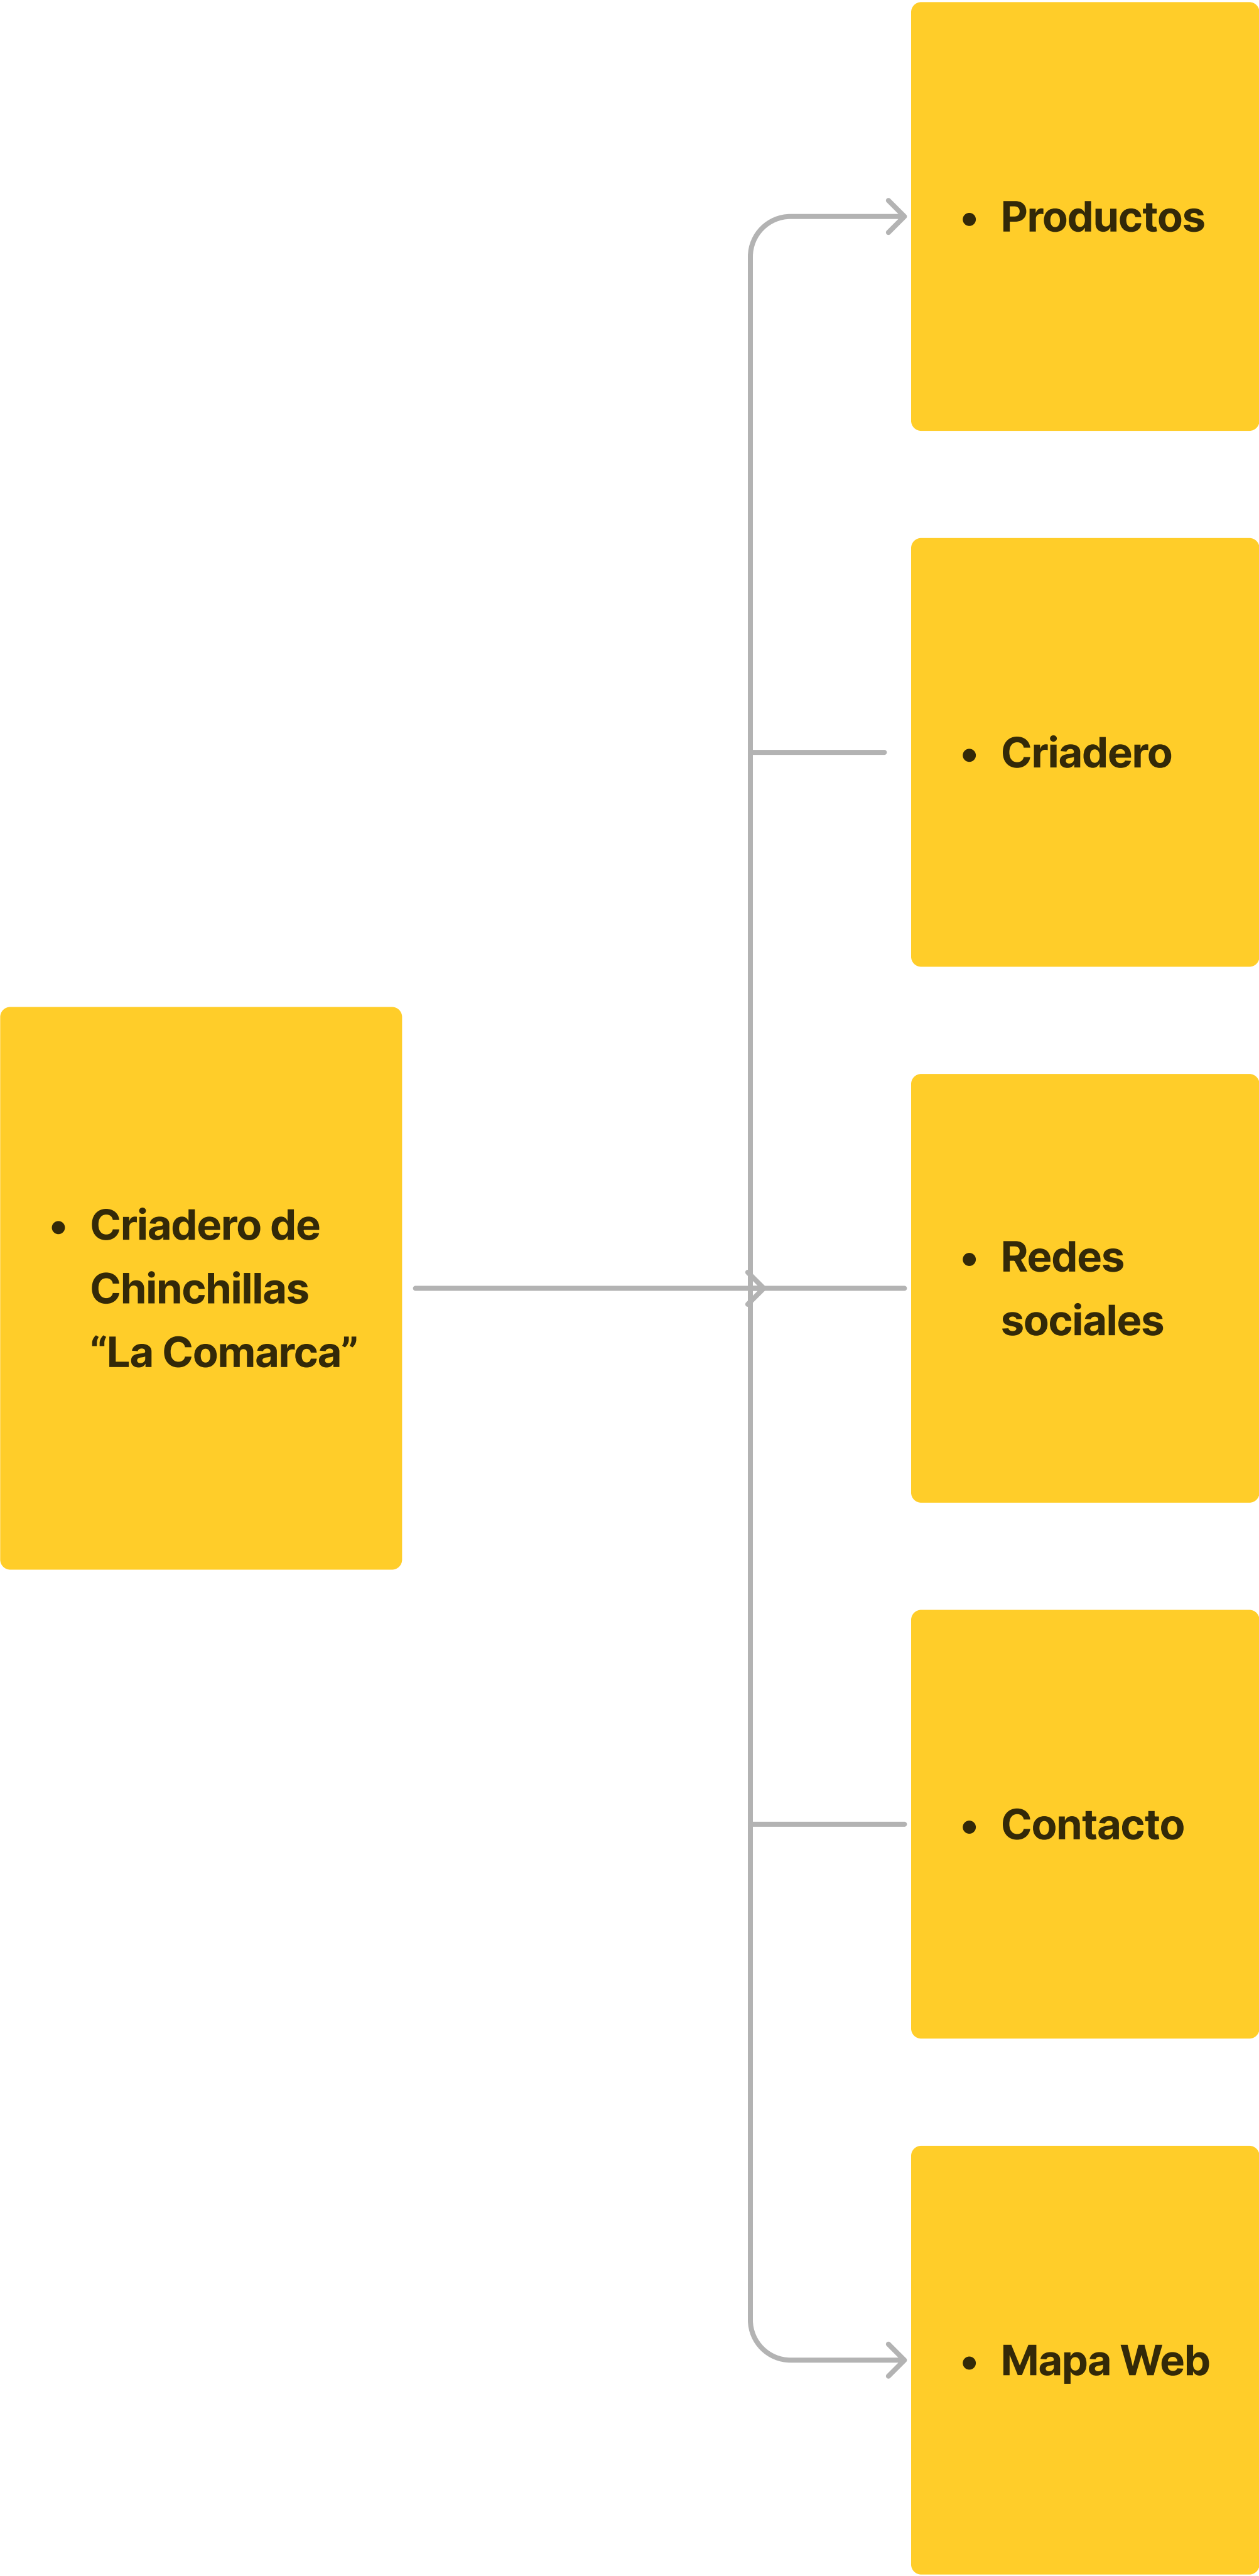 • Productos
• Criadero
• Criadero de
Chinchillas
“La Comarca”
• Redes
sociales
• Contacto
• Mapa Web